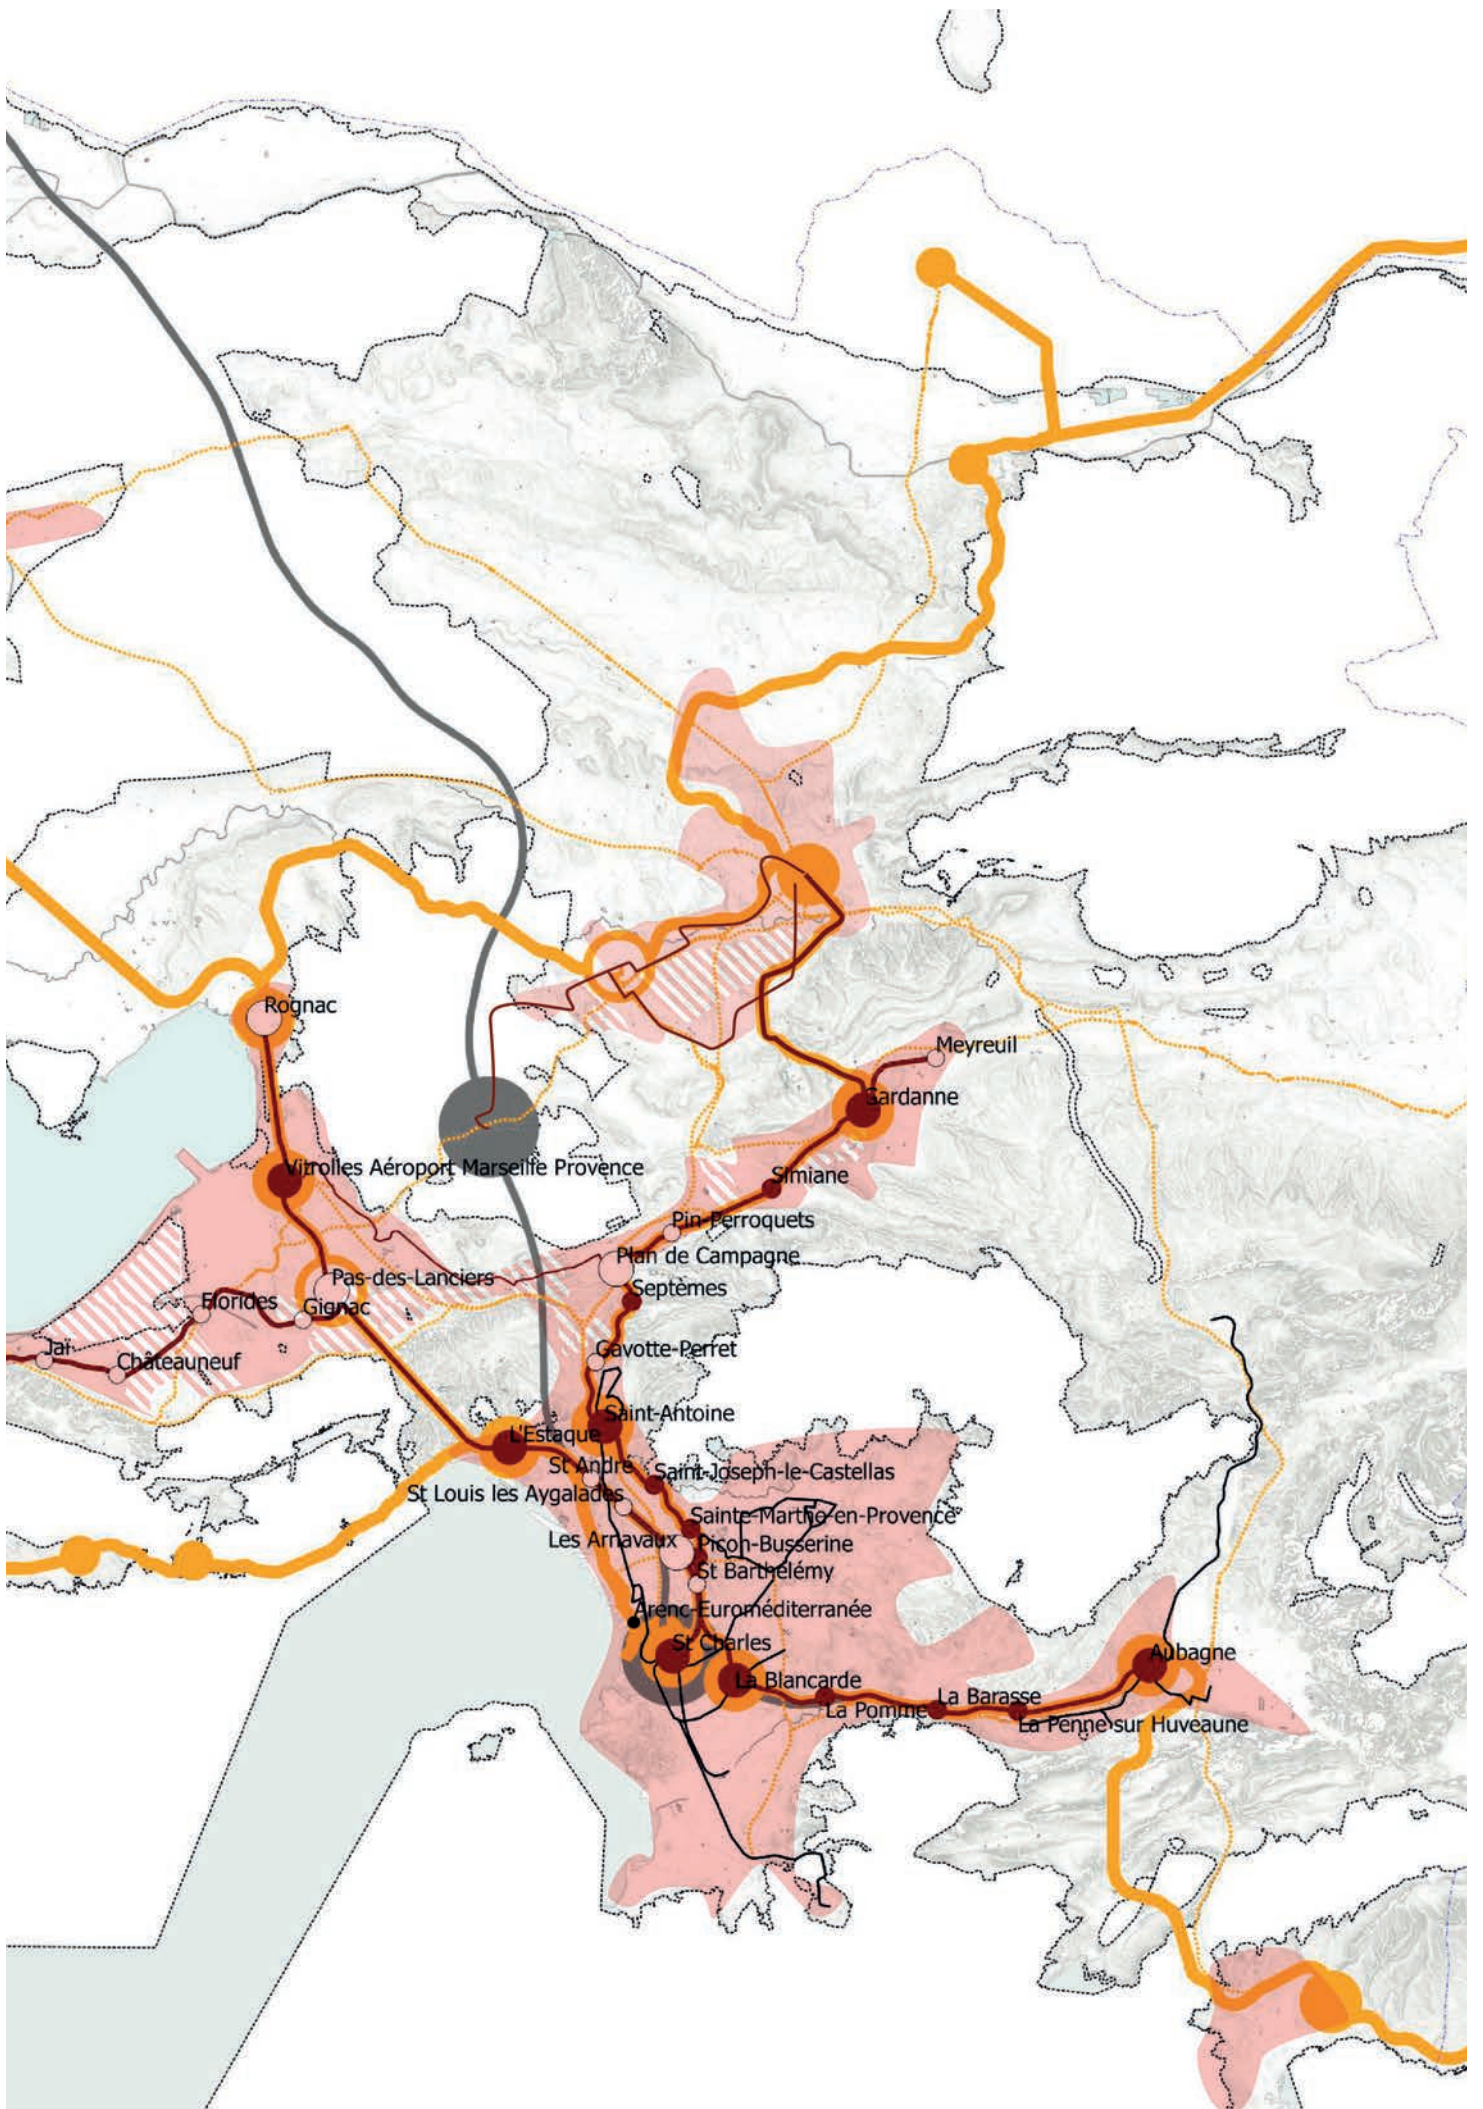 Rognac
Meyreuil
Gardanne
Vitrolles Aéroport Marseille Provence
Simiane
Pin-Perroquets
Plan de Campagne
Pas-des-Lanciers
Septèmes
Florides
Gignac
Jaï
Châteauneuf
Gavotte-Perret
Saint-Antoine
L'Estaque
St André
Saint-Joseph-le-Castellas
St Louis les Aygalades
Sainte-Marthe-en-Provence
Les Arnavaux
Picon-Busserine
St Barthélémy
Arenc-Euroméditerranée
St Charles
Aubagne
La Blancarde
La Barasse
La Pomme
La Penne sur Huveaune